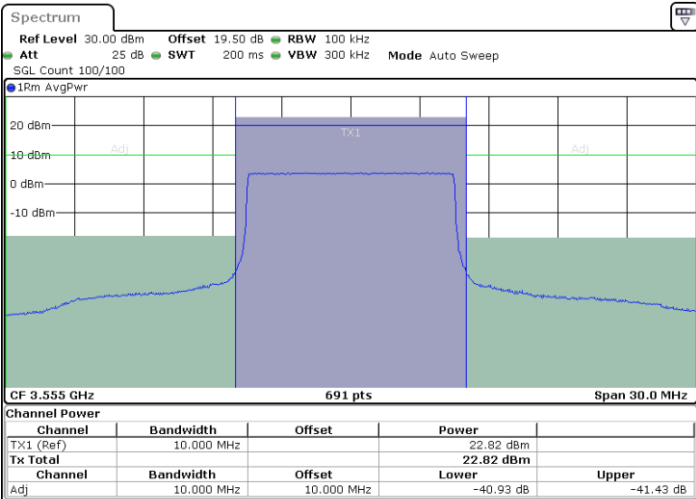 Spectrum
Ref Level 30.00 dBm Offset 19.50 dB RBW 100 kHz
Att 25 dB SWT 200 ms VBW 300 kHz Mode Auto Sweep
SGL Count 100/100
1Rm AvgPwr
20 dBm
TX1
10 dBm Adj Adj
0 dBm
-10 dBm
CF 3.555 GHz 691 pts Span 30.0 MHz
Channel Power
Channel Bandwidth Offset Power
TX1 (Ref) 10.000 MHz 22.82 dBm
Tx Total 22.82 dBm
Channel Bandwidth Offset Lower Upper
Adj 10.000 MHz 10.000 MHz -40.93 dB -41.43 dB